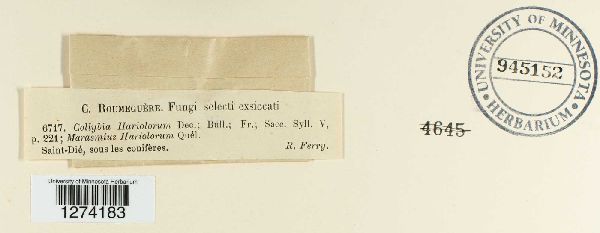 C. ROUMEGUÈRE. Fungi selecti exsiccati
6717. Collybia Hariolorum Dec.; Bull.; Fr.; Sacc. Syll. V,
p. 221; Marasmius Hariolorum Quél.
Saint-Dié, sous les conifères. R. Ferry.
University of Minnesota Herbarium
1274183
UNIVERSITY OF MINNESOTA
945152
HERBARIUM
4645